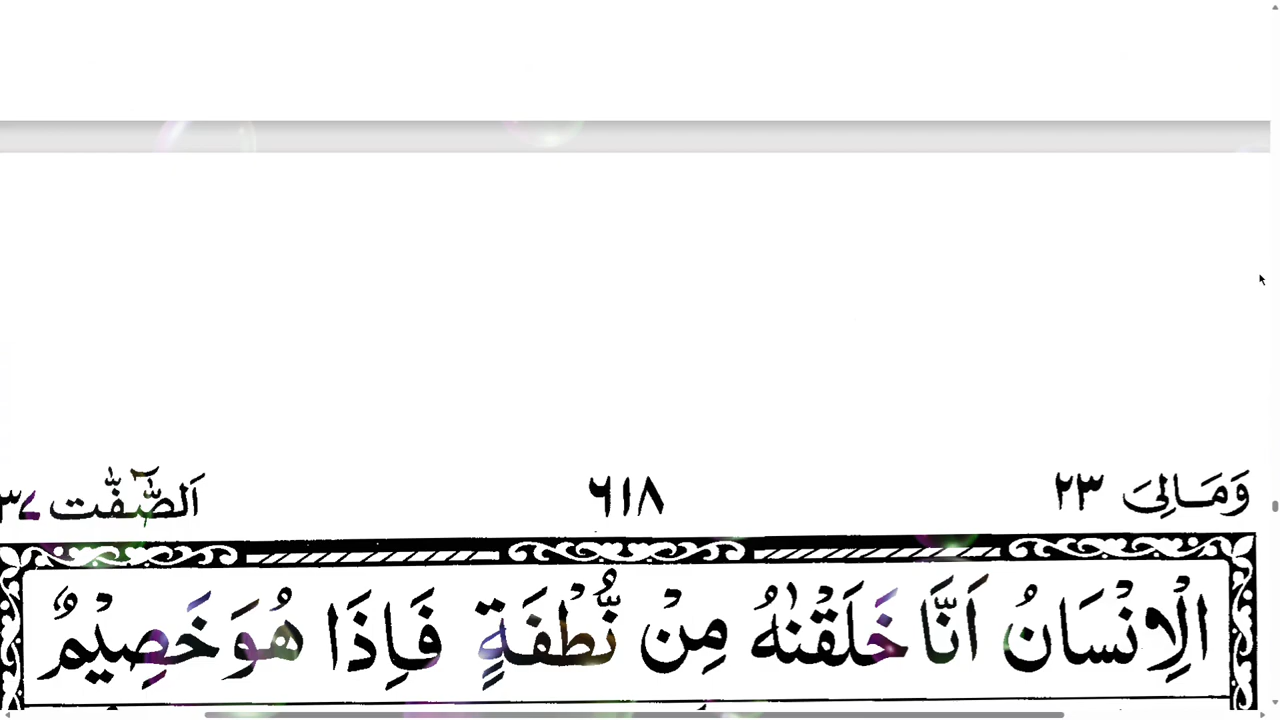 وَمَالِیَ ٢٣ ٦١٨ اَلصّٰٓفّٰت ٣٧
الْاِنْسَانُ اَنَّا خَلَقْنٰهُ مِنْ نُّطْفَةٍ فَاِذَا هُوَ خَصِيْمٌ